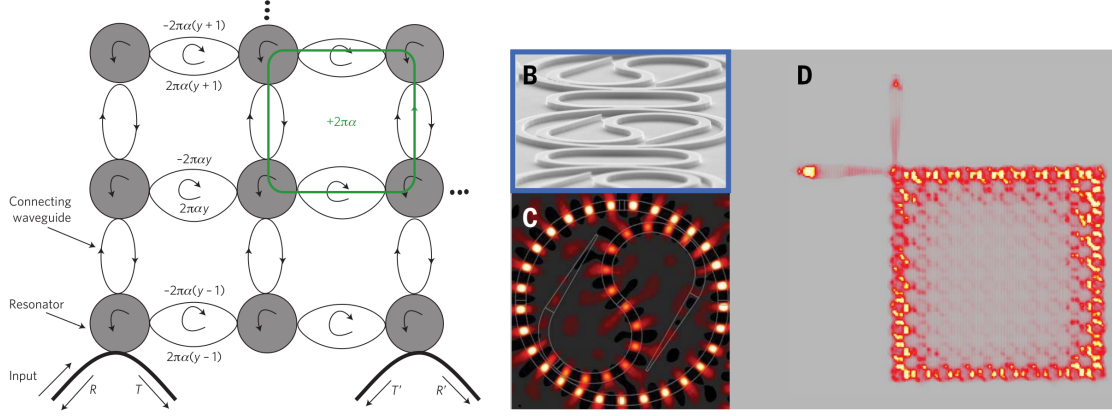 −2πα(y + 1)
2πα(y + 1)
+2πα
−2παy
2παy
Connecting
waveguide
Resonator
−2πα(y − 1)
2πα(y − 1)
Input
R
T
T'
R'
B
C
D